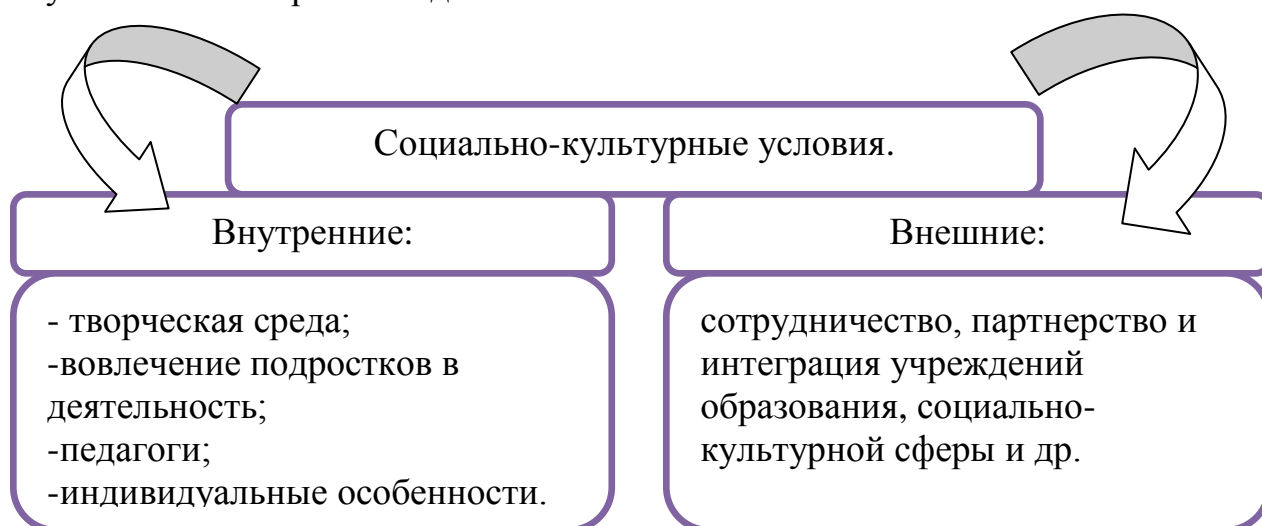 Социально-культурные условия.
Внутренние:
Внешние:
- творческая среда;
-вовлечение подростков в
деятельность;
-педагоги;
-индивидуальные особенности.
сотрудничество, партнерство и
интеграция учреждений
образования, социально-
культурной сферы и др.